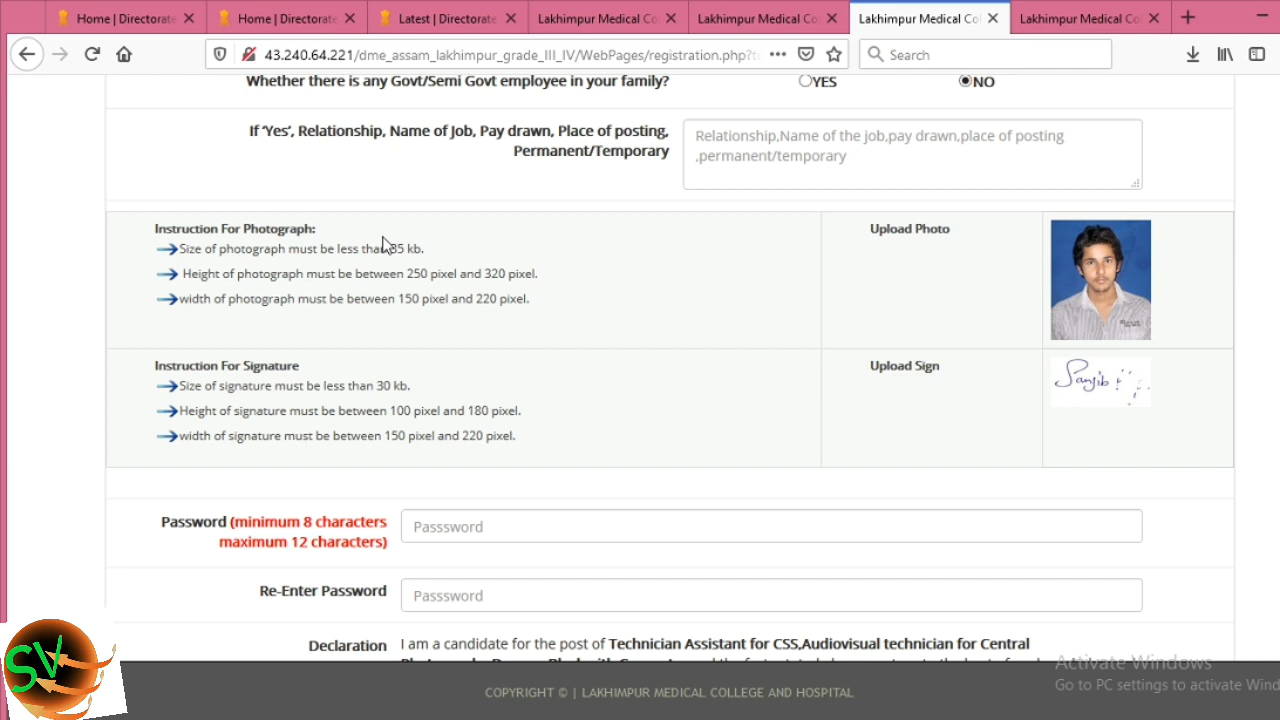 Home | Directorate
Home | Directorate
Latest | Directorate
Lakhimpur Medical Co
Lakhimpur Medical Co
Lakhimpur Medical Co
Lakhimpur Medical Co
43.240.64.221/dme_assam_lakhimpur_grade_III_IV/WebPages/registration.php?t
Search
Whether there is any Govt/Semi Govt employee in your family?
YES
NO
If ‘Yes’, Relationship, Name of Job, Pay drawn, Place of posting,
Permanent/Temporary
Relationship,Name of the job,pay drawn,place of posting
,permanent/temporary
Instruction For Photograph:
Size of photograph must be less than 35 kb.
Height of photograph must be between 250 pixel and 320 pixel.
width of photograph must be between 150 pixel and 220 pixel.
Upload Photo
Instruction For Signature
Size of signature must be less than 30 kb.
Height of signature must be between 100 pixel and 180 pixel.
width of signature must be between 150 pixel and 220 pixel.
Upload Sign
Sanjib
Password (minimum 8 characters
maximum 12 characters)
Passsword
Re-Enter Password
Passsword
Declaration
I am a candidate for the post of Technician Assistant for CSS,Audiovisual technician for Central
COPYRIGHT © | LAKHIMPUR MEDICAL COLLEGE AND HOSPITAL
Activate Windows
Go to PC settings to activate Wind
SV